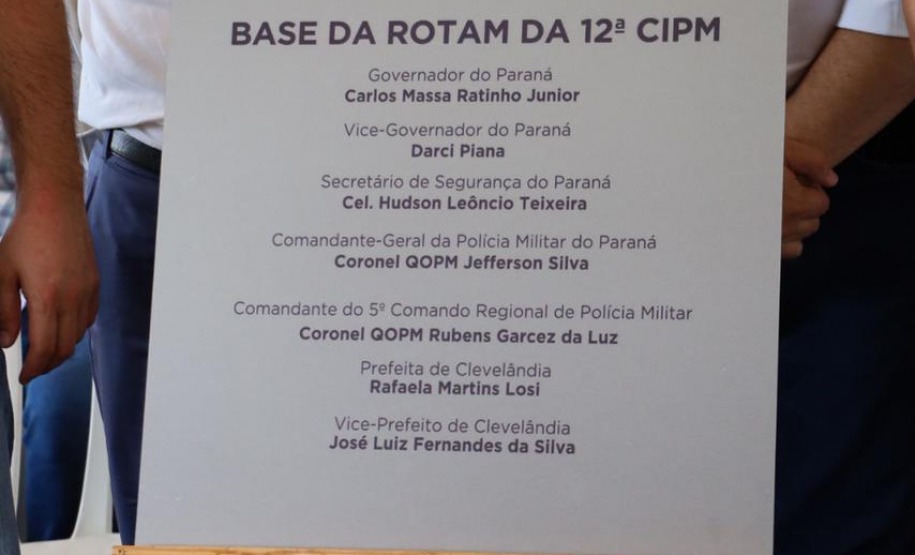 BASE DA ROTAM DA 12ª CIPM
Governador do Paraná
Carlos Massa Ratinho Junior
Vice-Governador do Paraná
Darci Piana
Secretário de Segurança do Paraná
Cel. Hudson Leôncio Teixeira
Comandante-Geral da Polícia Militar do Paraná
Coronel QOPM Jefferson Silva
Comandante do 5º Comando Regional de Polícia Militar
Coronel QOPM Rubens Garcez da Luz
Prefeita de Clevelândia
Rafaela Martins Losi
Vice-Prefeito de Clevelândia
José Luiz Fernandes da Silva